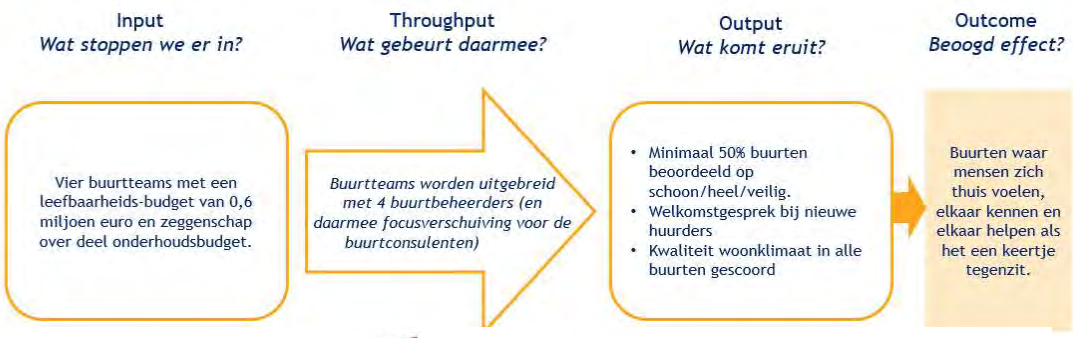 Input
Wat stoppen we er in?
Throughput
Wat gebeurt daarmee?
Output
Wat komt eruit?
Outcome
Beoogd effect?
Vier buurtteams met een
leefbaarheids-budget van 0,6
miljoen euro en zeggenschap
over deel onderhoudsbudget.
Buurtteams worden uitgebreid
met 4 buurtbeheerders (en
daarmee focusverschuiving voor de
buurtconsulenten)
• Minimaal 50% buurten
beoordeeld op
schoon/heel/veilig.
• Welkomstgesprek bij nieuwe
huurders
• Kwaliteit woonklimaat in alle
buurten gescoord
Buurten waar
mensen zich
thuis voelen,
elkaar kennen en
elkaar helpen als
het een keertje
tegenzit.